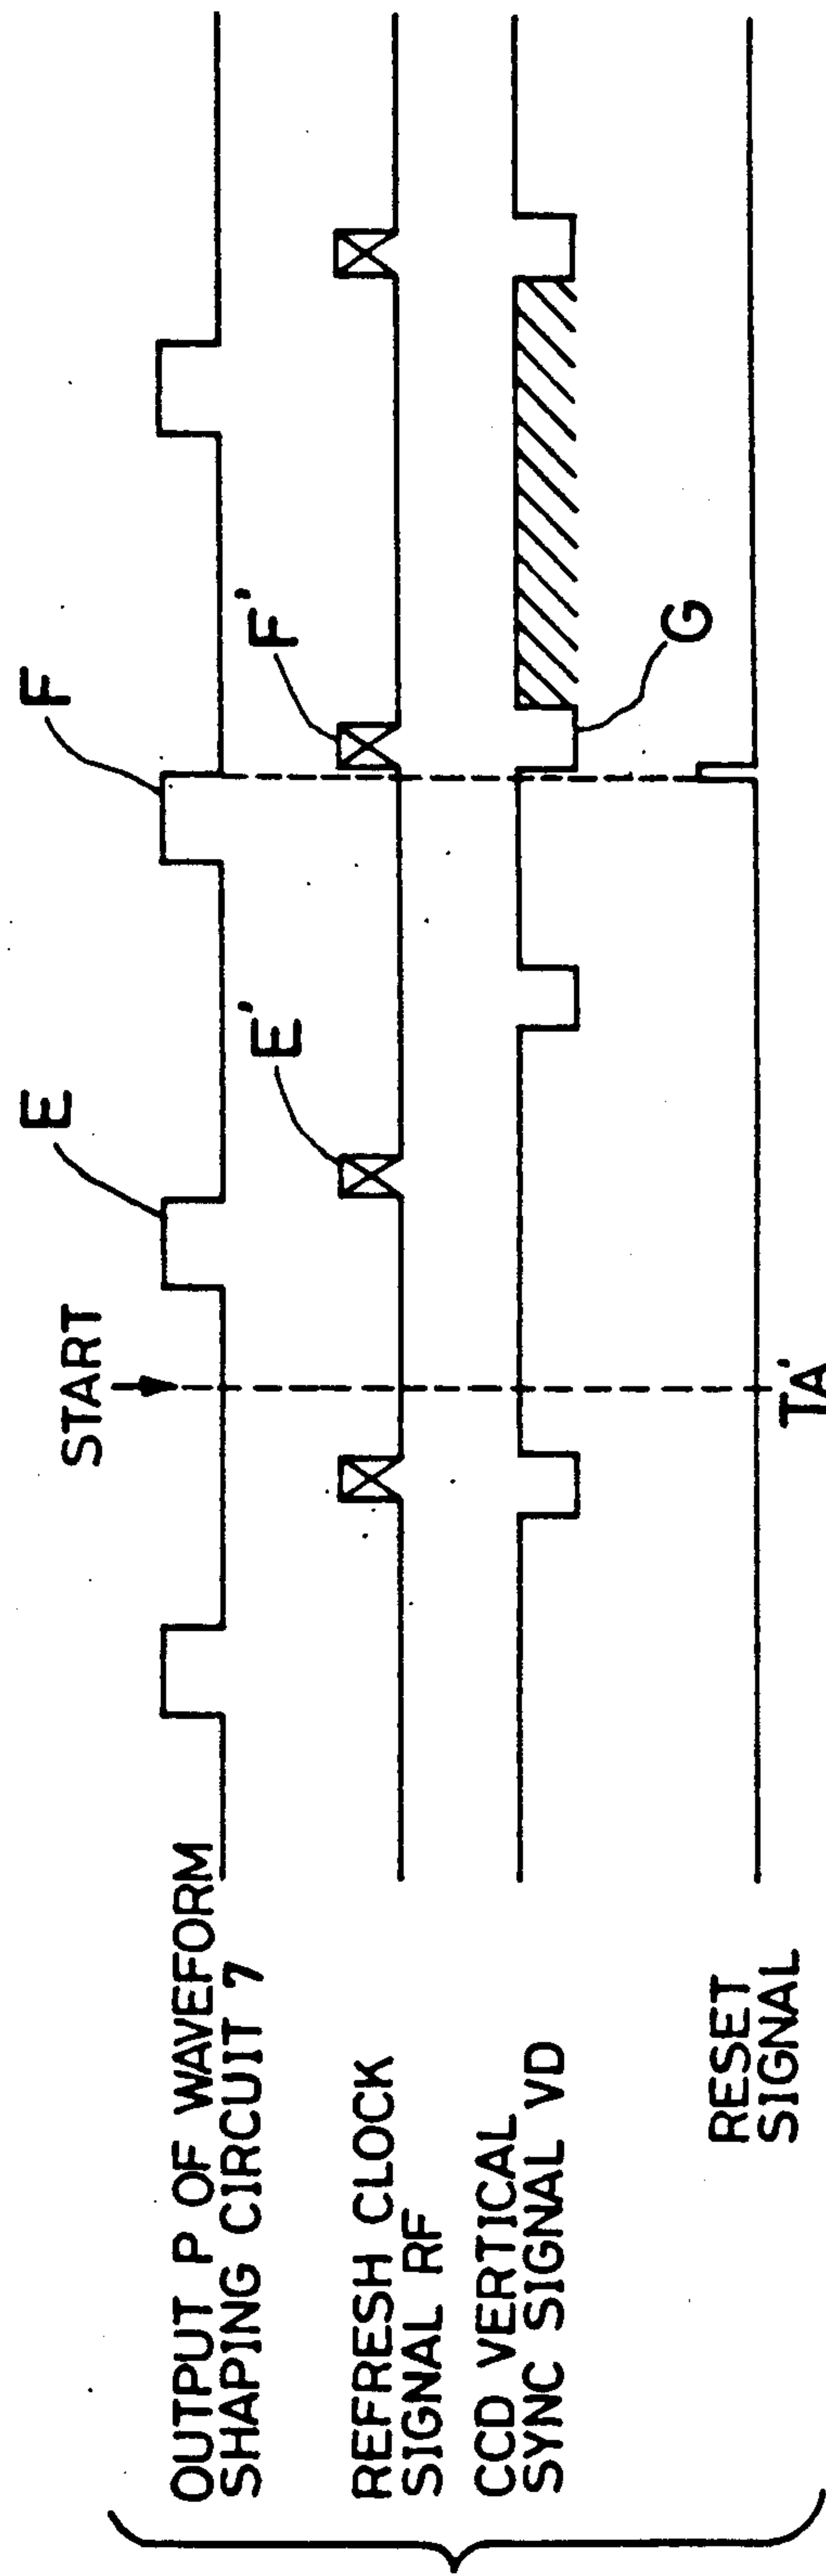 START
E
F
E'
F'
OUTPUT P OF WAVEFORM
SHAPING CIRCUIT 7
REFRESH CLOCK
SIGNAL RF
CCD VERTICAL
SYNC SIGNAL VD
G
RESET
SIGNAL
TA'